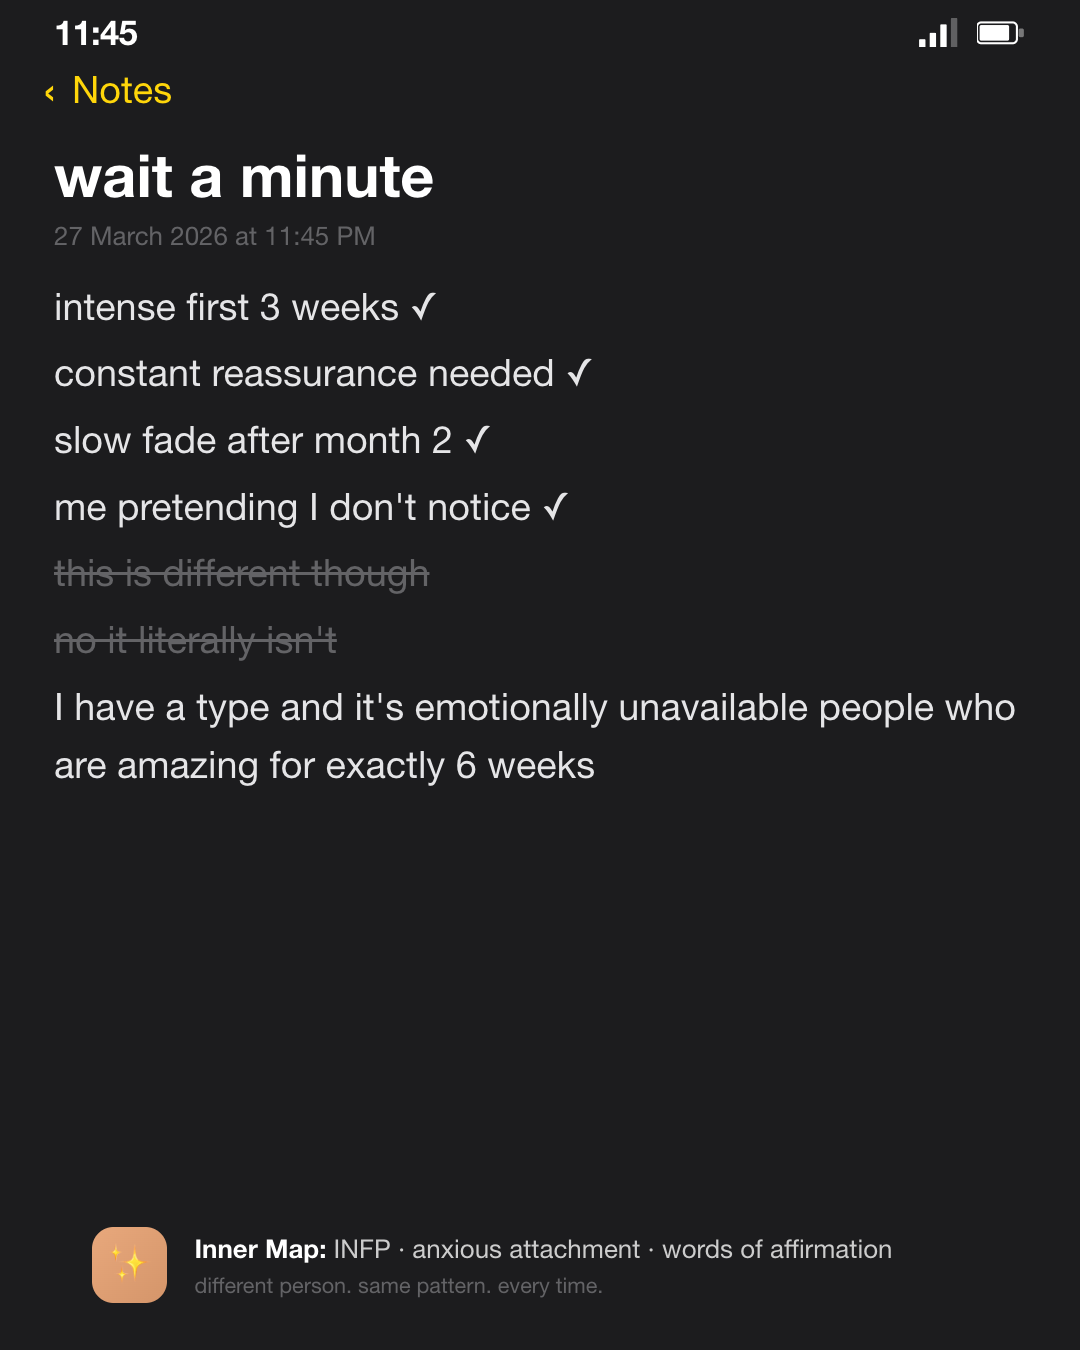 11:45
‹ Notes
wait a minute
27 March 2026 at 11:45 PM
intense first 3 weeks ✓
constant reassurance needed ✓
slow fade after month 2 ✓
me pretending I don't notice ✓
this is different though
no it literally isn't
I have a type and it's emotionally unavailable people who
are amazing for exactly 6 weeks
Inner Map: INFP · anxious attachment · words of affirmation
different person. same pattern. every time.